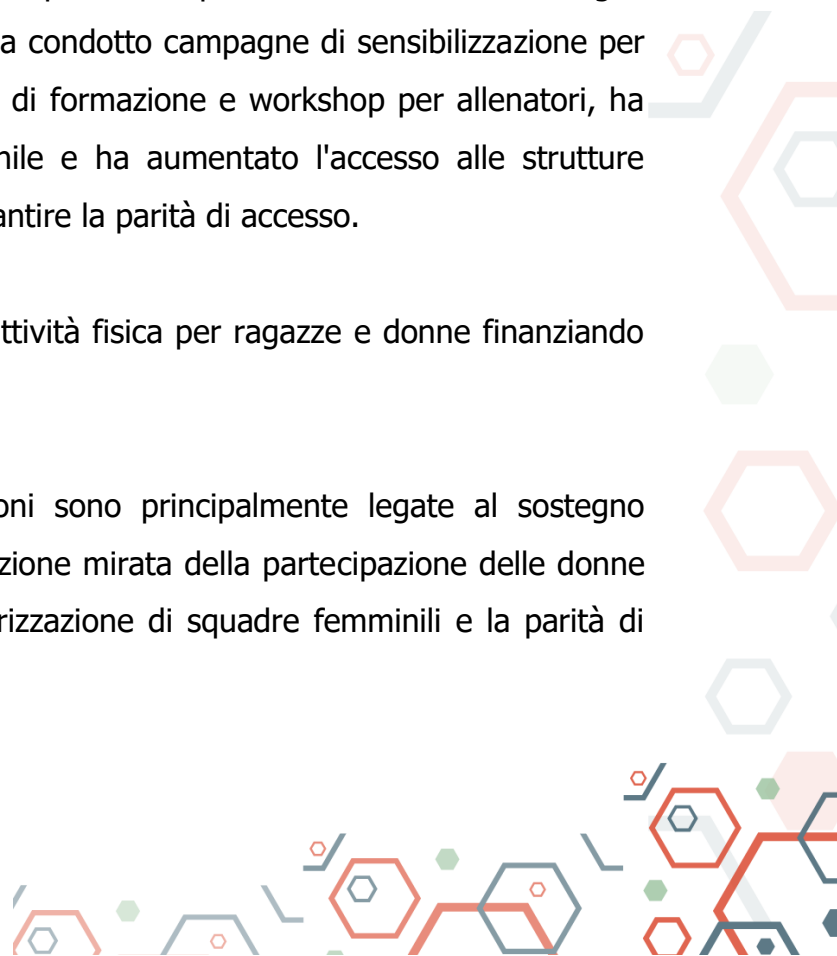 a condotto campagne di sensibilizzazione per
di formazione e workshop per allenatori, ha
nile e ha aumentato l'accesso alle strutture
antire la parità di accesso.
ttività fisica per ragazze e donne finanziando
oni sono principalmente legate al sostegno
zione mirata della partecipazione delle donne
rizzazione di squadre femminili e la parità di